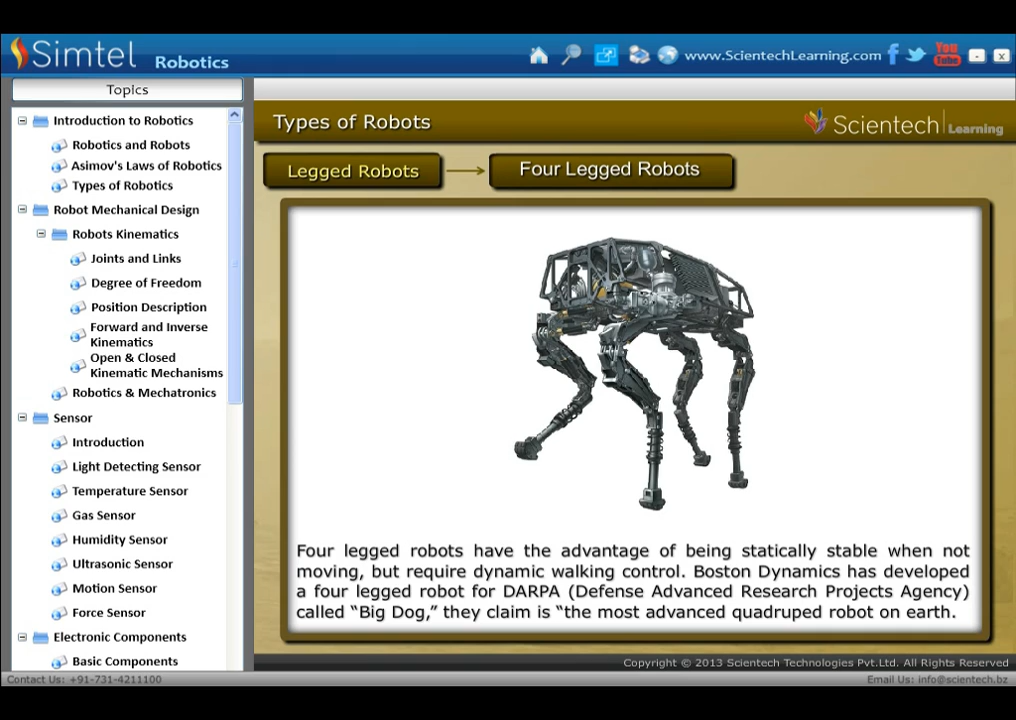 Simtel Robotics
www.ScientechLearning.com
You
Tube
Topics
Introduction to Robotics
Robotics and Robots
Asimov's Laws of Robotics
Types of Robotics
Robot Mechanical Design
Robots Kinematics
Joints and Links
Degree of Freedom
Position Description
Forward and Inverse
Kinematics
Open & Closed
Kinematic Mechanisms
Robotics & Mechatronics
Sensor
Introduction
Light Detecting Sensor
Temperature Sensor
Gas Sensor
Humidity Sensor
Ultrasonic Sensor
Motion Sensor
Force Sensor
Electronic Components
Basic Components
Types of Robots
Scientech Learning
Legged Robots
Four Legged Robots
Four legged robots have the advantage of being statically stable when not
moving, but require dynamic walking control. Boston Dynamics has developed
a four legged robot for DARPA (Defense Advanced Research Projects Agency)
called “Big Dog,” they claim is “the most advanced quadruped robot on earth.
Copyright © 2013 Scientech Technologies Pvt.Ltd. All Rights Reserved
Contact Us: +91-731-4211100
Email Us: info@scientech.bz